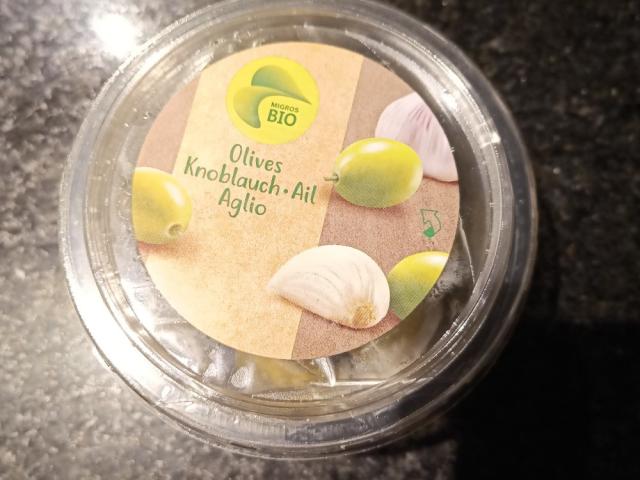 MIGROS
BIO
Olives
Knoblauch • Ail
Aglio